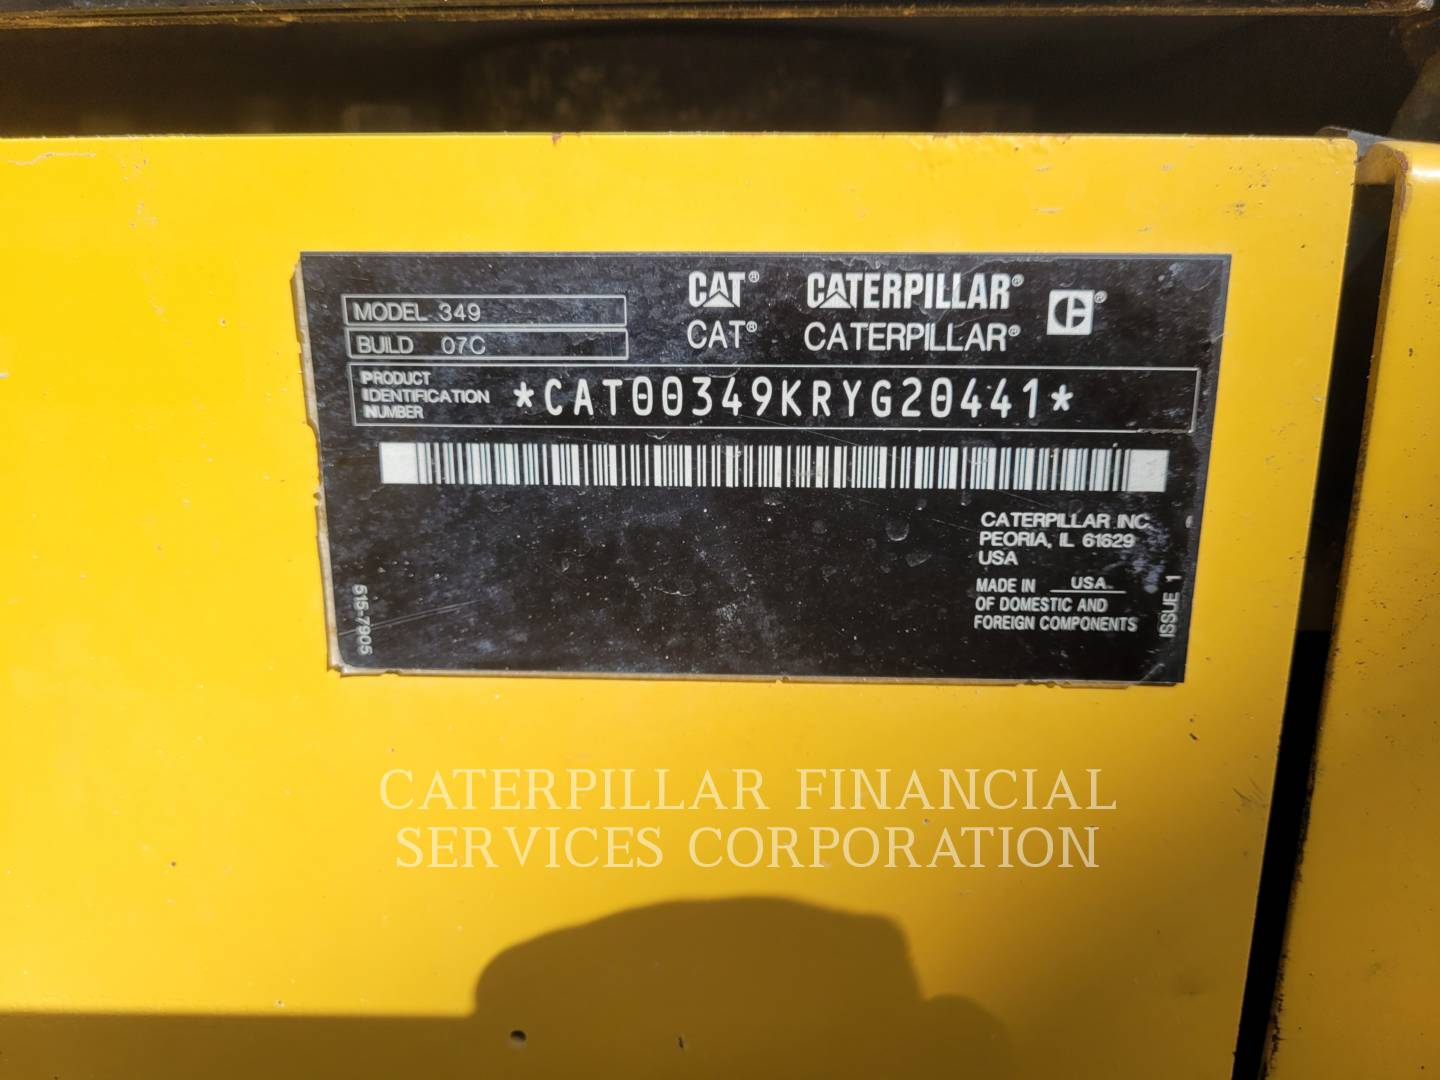 MODEL 349
BUILD 07C
CAT® CATERPILLAR® C®
CAT® CATERPILLAR®
PRODUCT
IDENTIFICATION
NUMBER
*CAT00349KRYG20441*
CATERPILLAR INC.
PEORIA, IL 61629
USA
MADE IN USA
OF DOMESTIC AND
FOREIGN COMPONENTS
515-7905
ISSUE 1
CATERPILLAR FINANCIAL
SERVICES CORPORATION